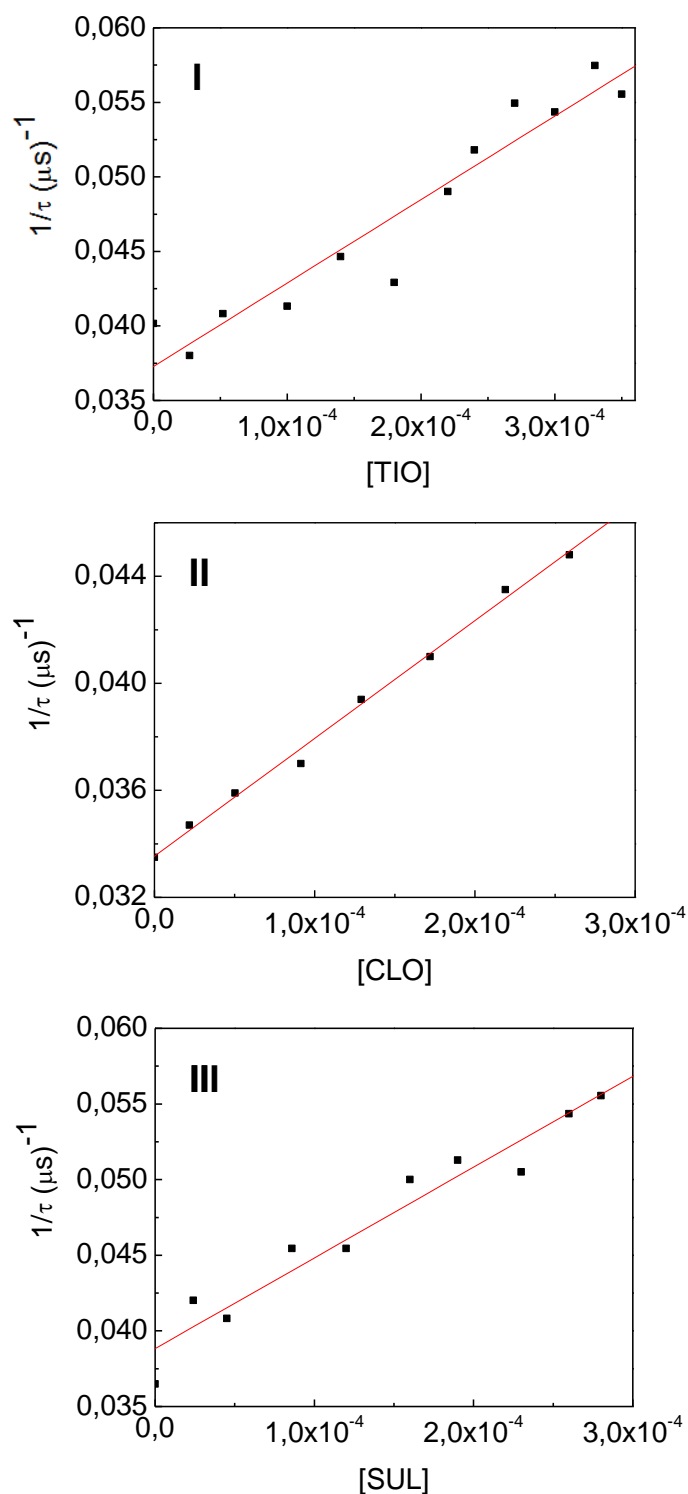 I
0,060
0,055
0,050
0,045
0,040
0,035
1/τ (μs)⁻¹
0,0 1,0x10⁻⁴ 2,0x10⁻⁴ 3,0x10⁻⁴
[TIO]
II
0,044
0,040
0,036
0,032
1/τ (μs)⁻¹
0,0 1,0x10⁻⁴ 2,0x10⁻⁴ 3,0x10⁻⁴
[CLO]
III
0,060
0,055
0,050
0,045
0,040
0,035
1/τ (μs)⁻¹
0,0 1,0x10⁻⁴ 2,0x10⁻⁴ 3,0x10⁻⁴
[SUL]